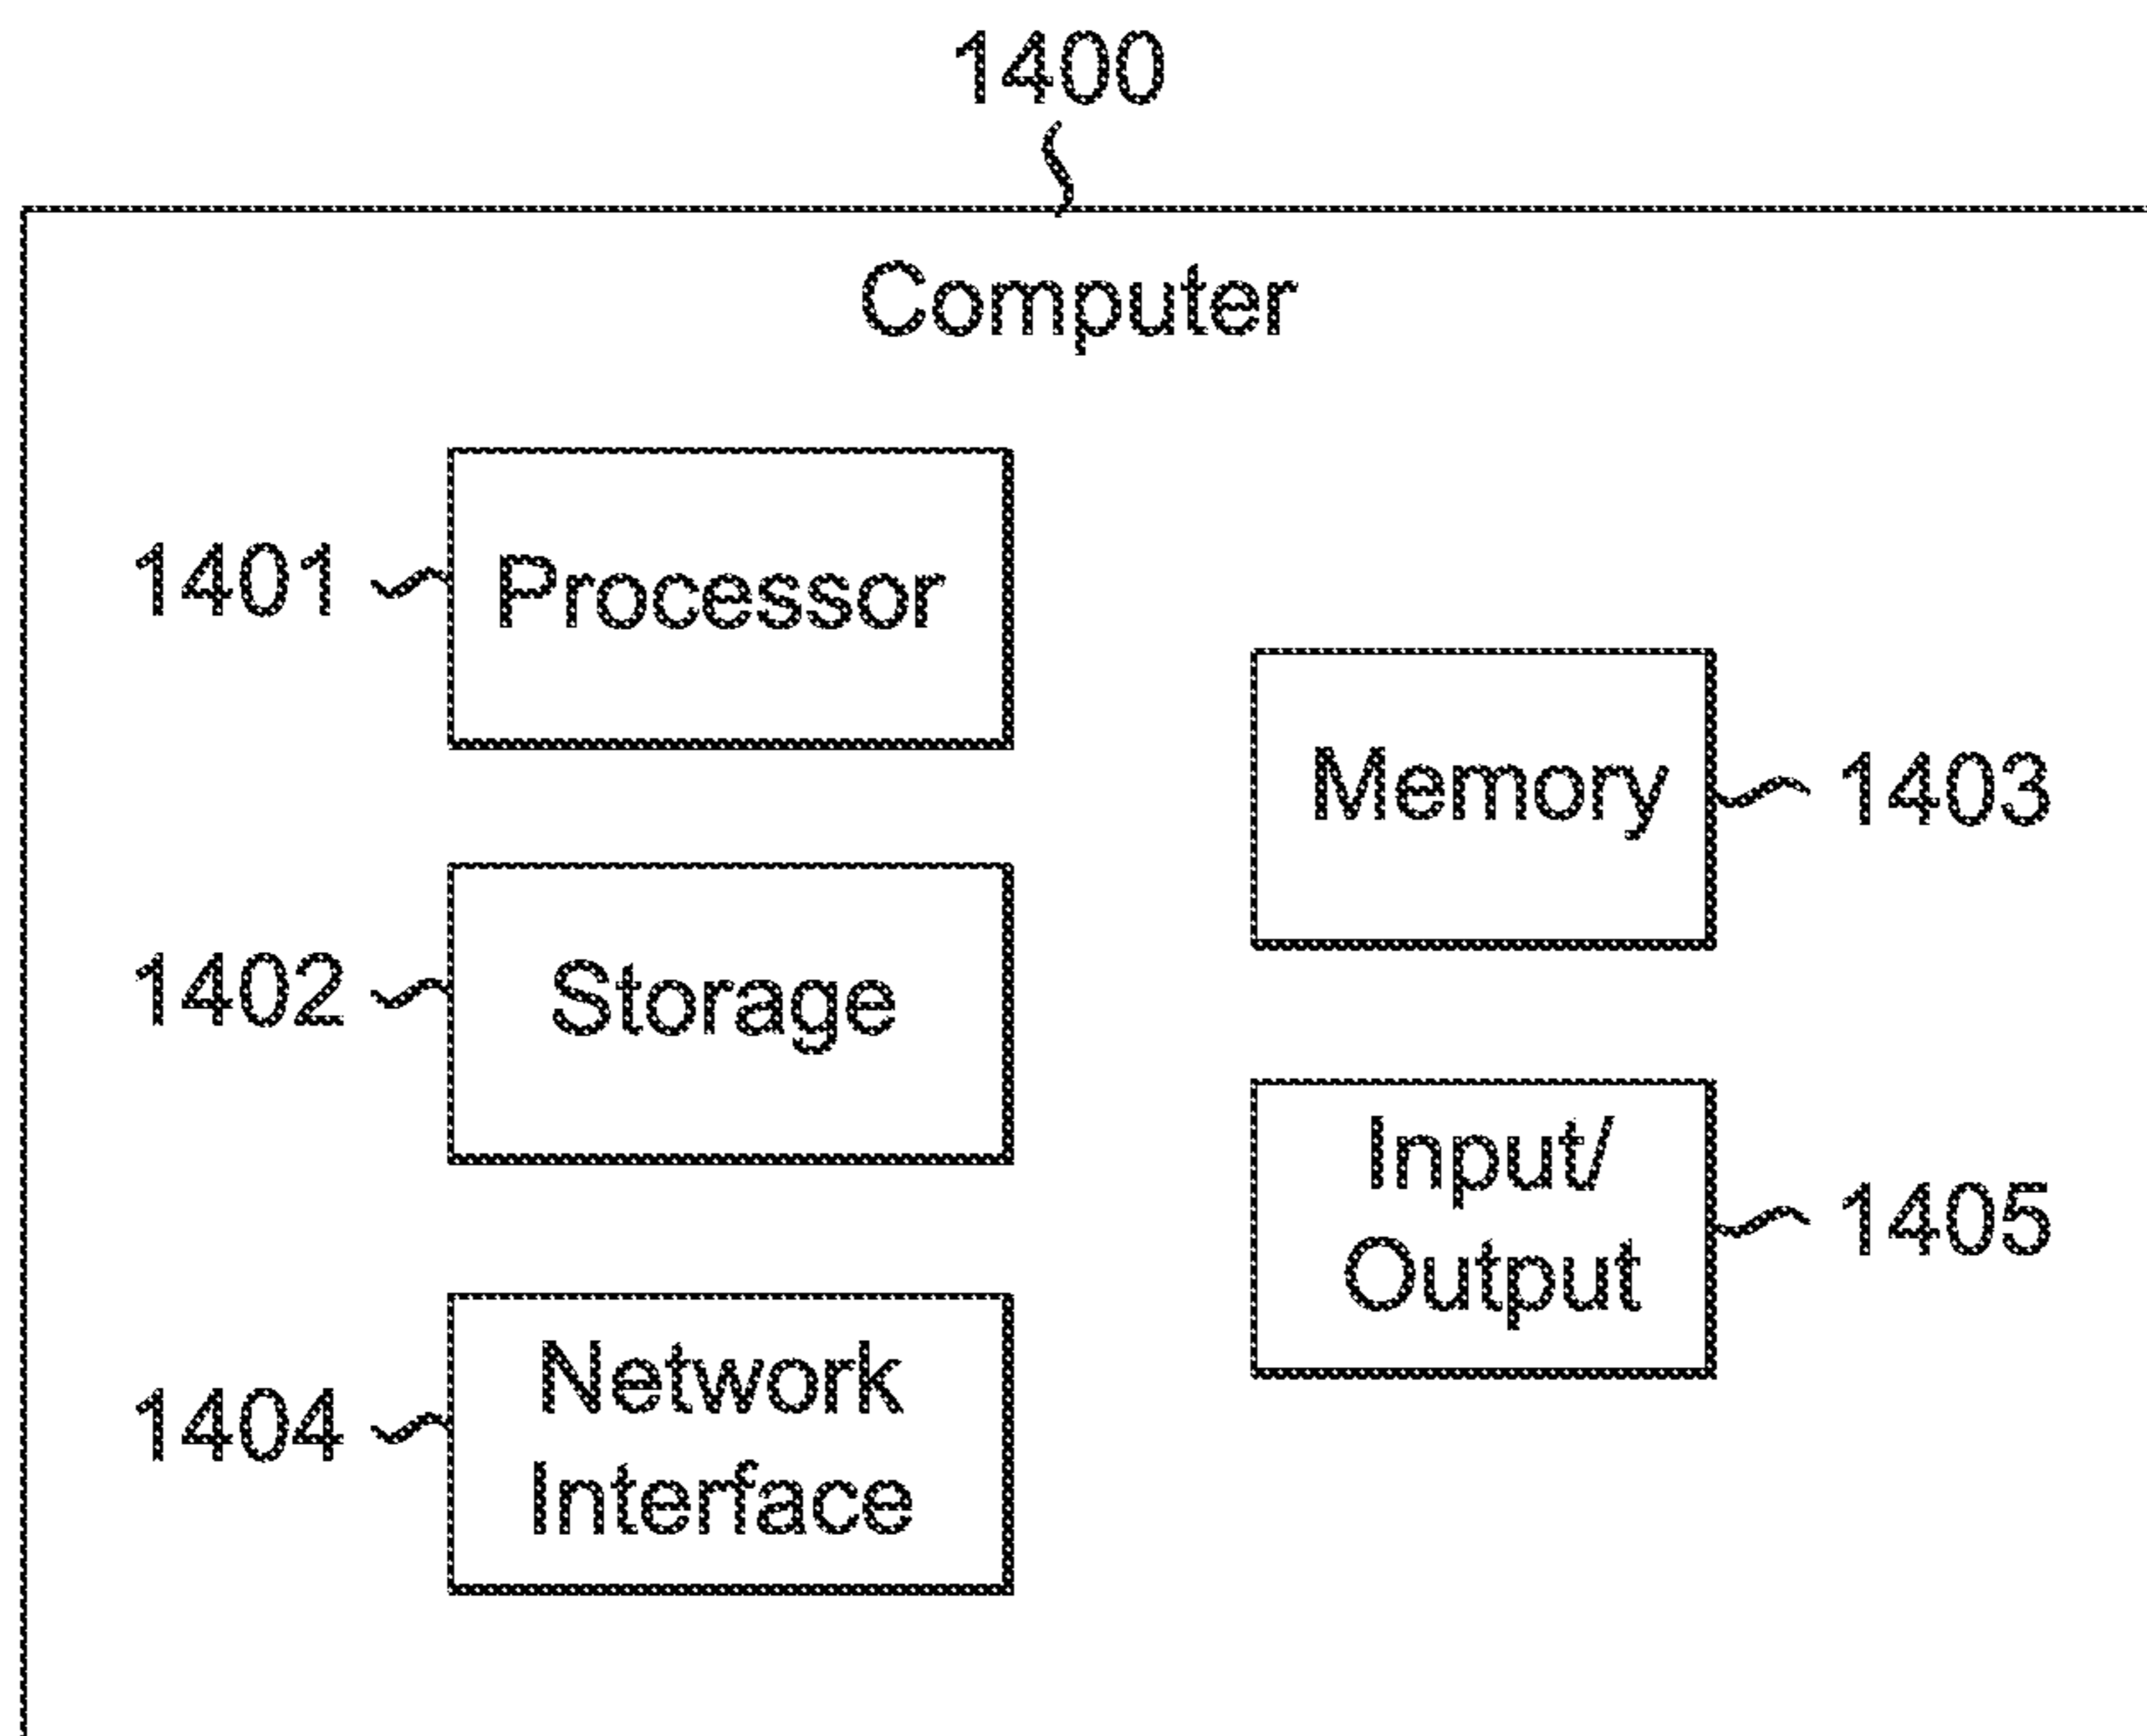 1400
Computer
1401
Processor
Memory
1403
1402
Storage
Input/
Output
1405
1404
Network
Interface